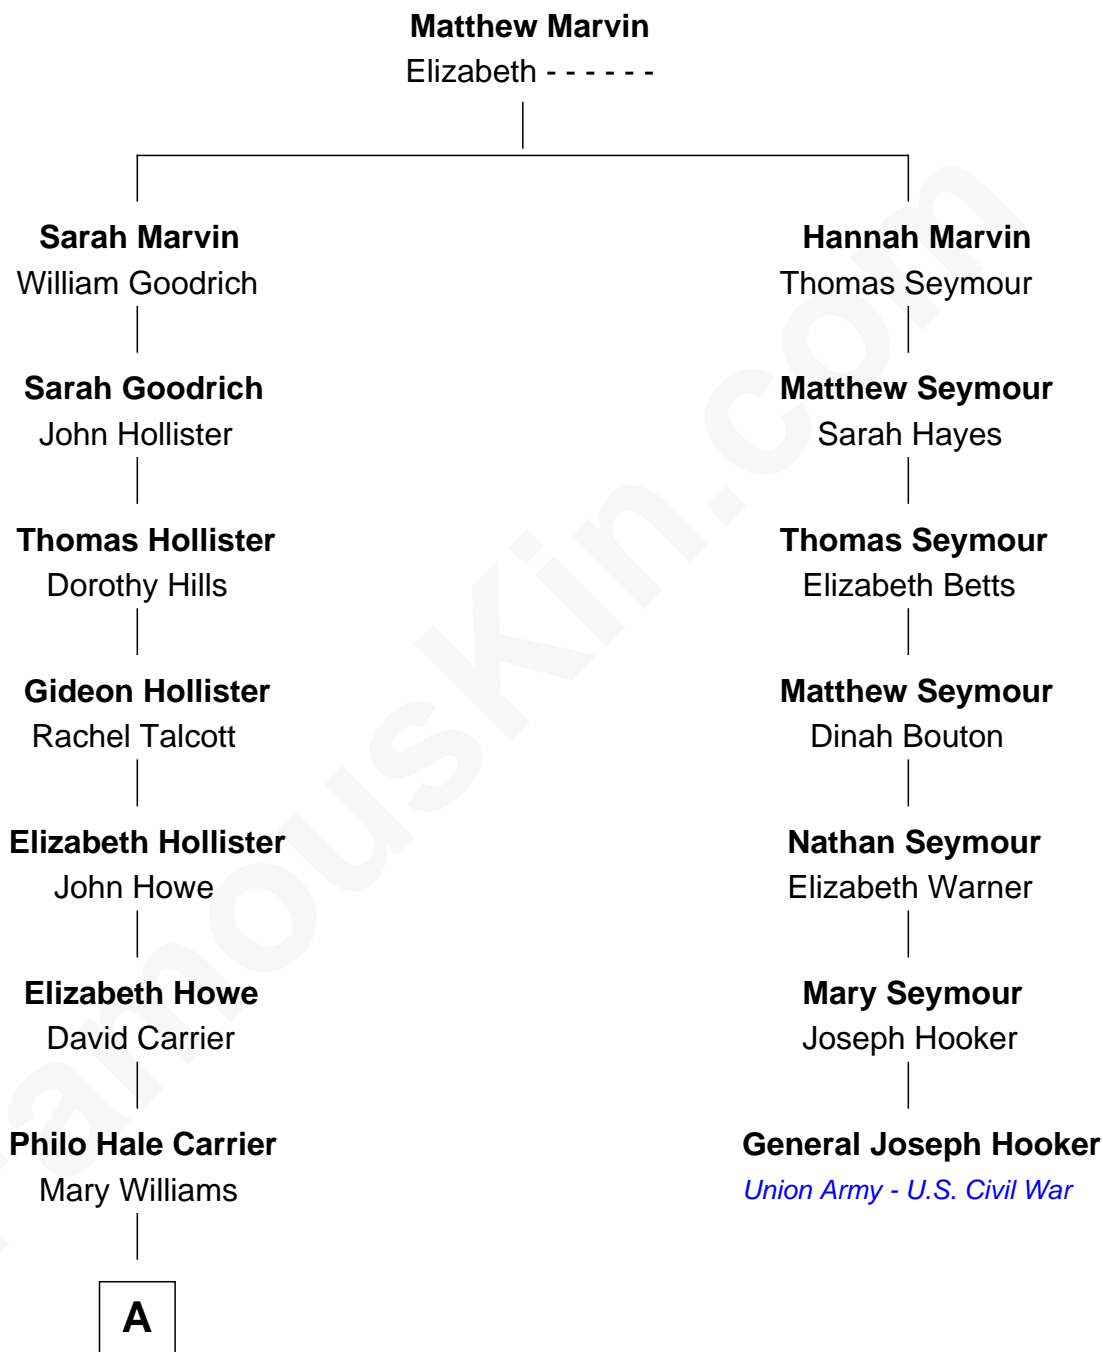 Matthew Marvin
Elizabeth - - - - - -
Sarah Marvin
William Goodrich
Hannah Marvin
Thomas Seymour
Sarah Goodrich
John Hollister
Matthew Seymour
Sarah Hayes
Thomas Hollister
Dorothy Hills
Thomas Seymour
Elizabeth Betts
Gideon Hollister
Rachel Talcott
Matthew Seymour
Dinah Bouton
Elizabeth Hollister
John Howe
Nathan Seymour
Elizabeth Warner
Elizabeth Howe
David Carrier
Mary Seymour
Joseph Hooker
Philo Hale Carrier
Mary Williams
General Joseph Hooker
Union Army - U.S. Civil War
A
FamousKin.com